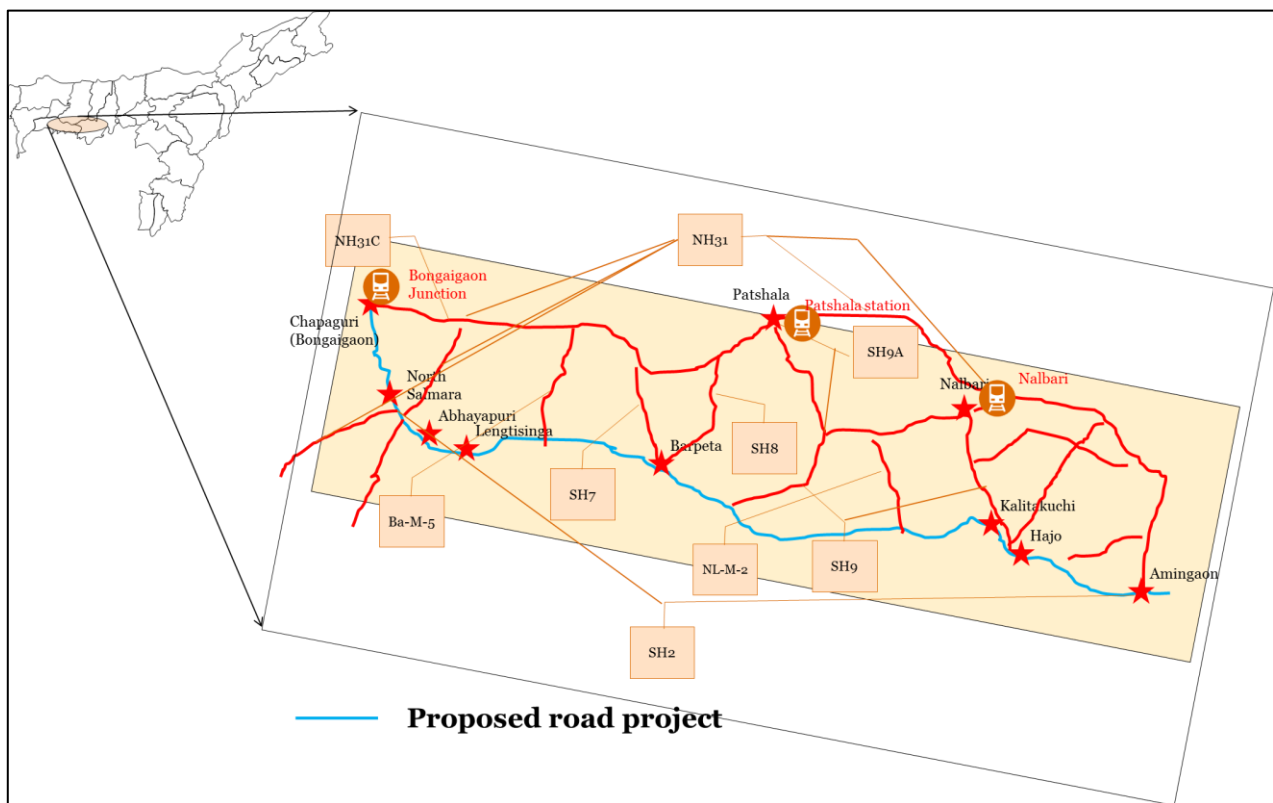 NH31C
NH31
Bongaigaon
Junction
Patshala
Patshala station
Chapaguri
(Bongaigaon)
SH9A
North
Salmara
Nalbari
Nalbari
Abhayapuri
Lengtisinga
Barpeta
SH8
SH7
Ba-M-5
Kalitakuchi
Hajo
NL-M-2
SH9
Amingaon
SH2
Proposed road project